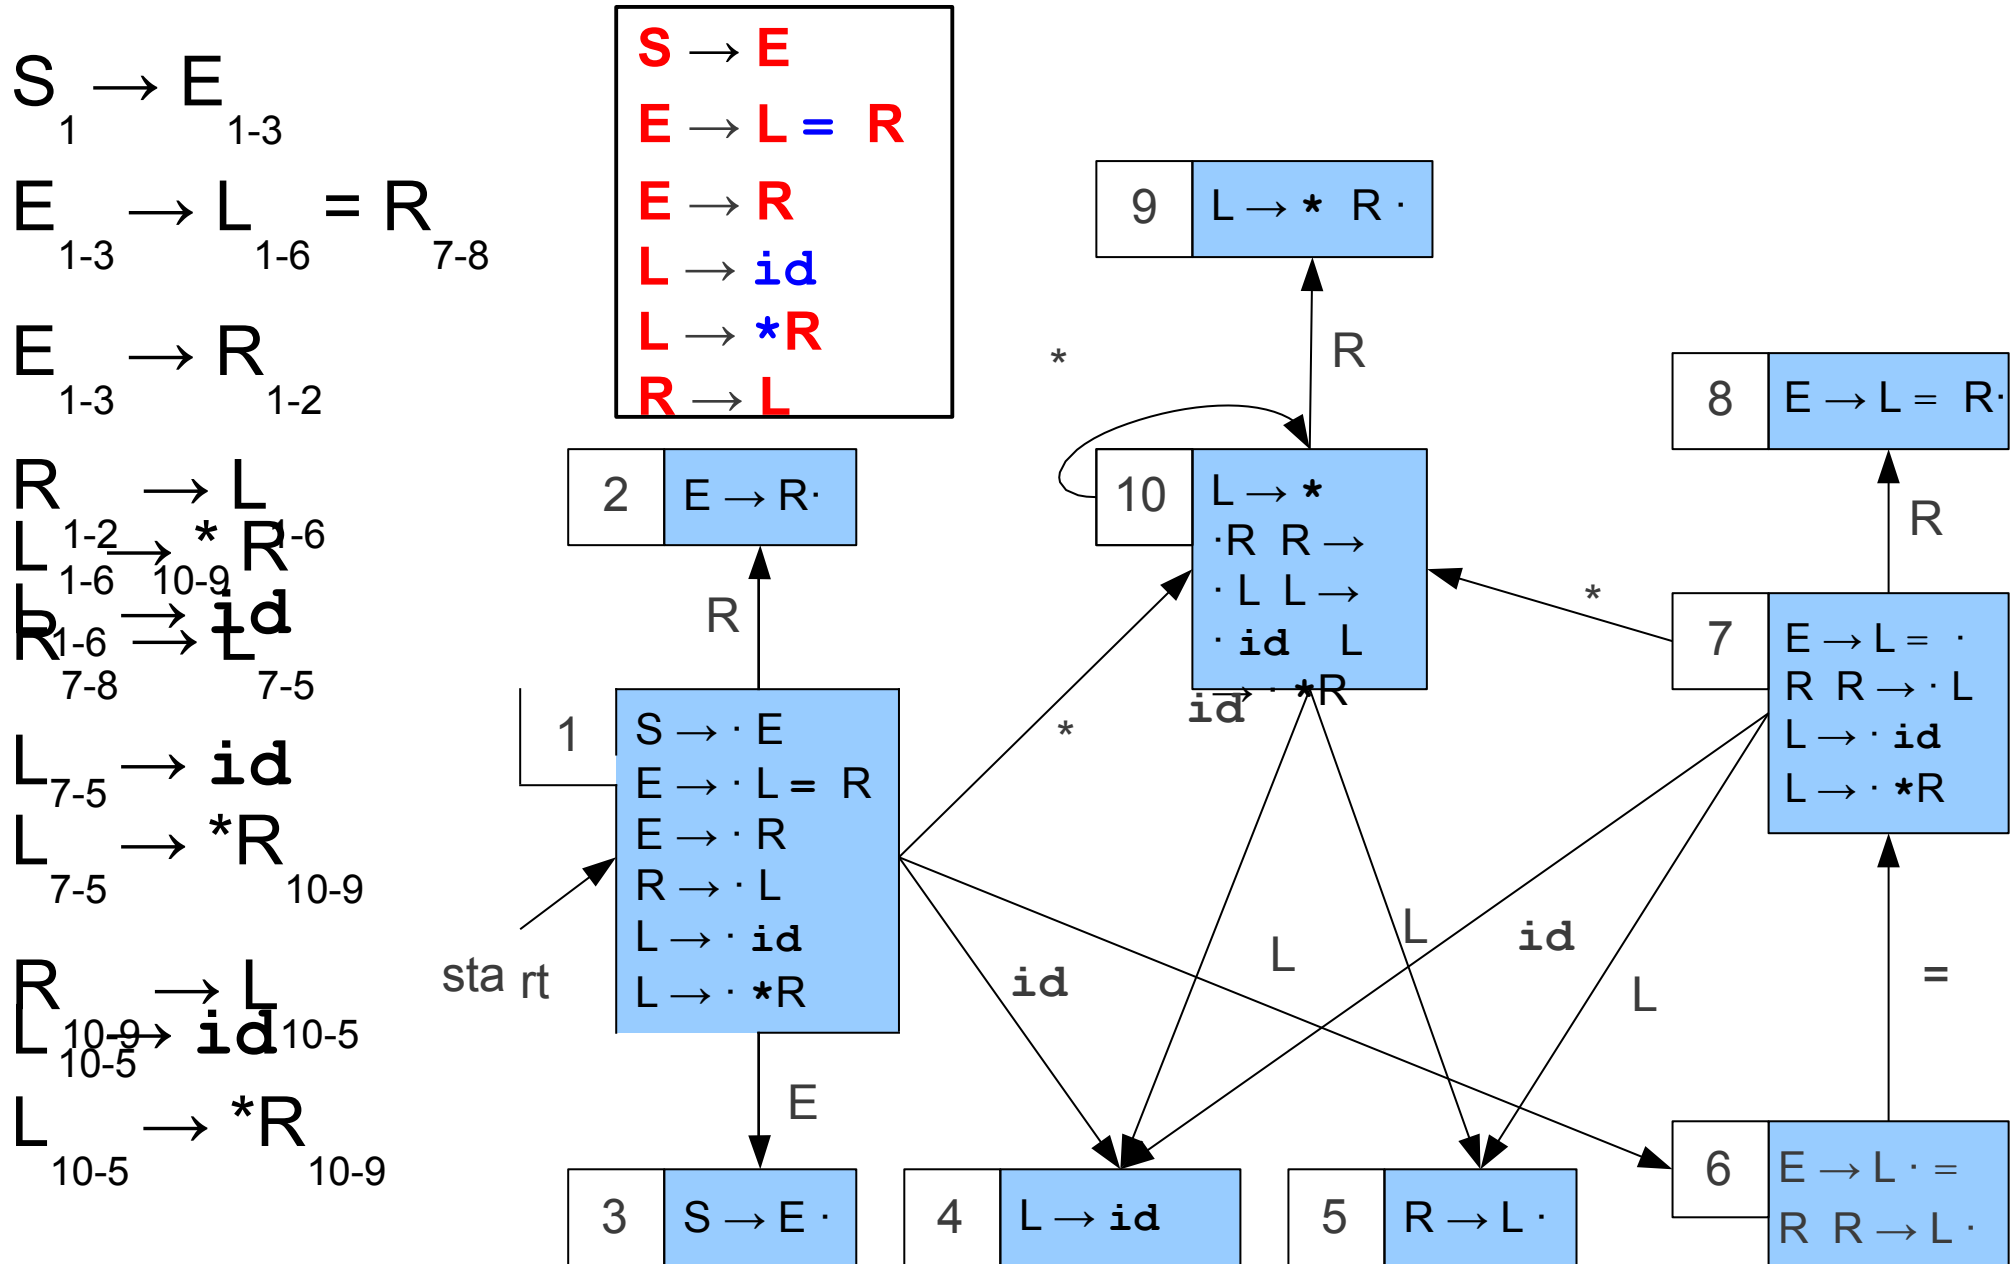 S₁ → E₁₋₃
E₁₋₃ → L₁₋₆ = R₇₋₈
E₁₋₃ → R₁₋₂
R₁₋₂ → L₁₋₆
L₁₋₆ → * R₁₀₋₉
L₁₋₆ → id
R₇₋₈ → L₇₋₅
L₇₋₅ → id
L₇₋₅ → *R₁₀₋₉
R₁₀₋₉ → L₁₀₋₅
L₁₀₋₅ → id
L₁₀₋₅ → *R₁₀₋₉
S → E
E → L = R
E → R
L → id
L → *R
R → L
9
L → * R ·
R
*
8
E → L = R·
2
E → R·
10
L → *
·R R →
· L L →
· id L
→ · *R
R
R
*
7
E → L = ·
R R → · L
L → · id
L → · *R
id
*
1
S → · E
E → · L = R
E → · R
R → · L
L → · id
L → · *R
sta rt
id
L
L
id
L
=
E
3
S → E ·
4
L → id
5
R → L ·
6
E → L · =
R R → L ·